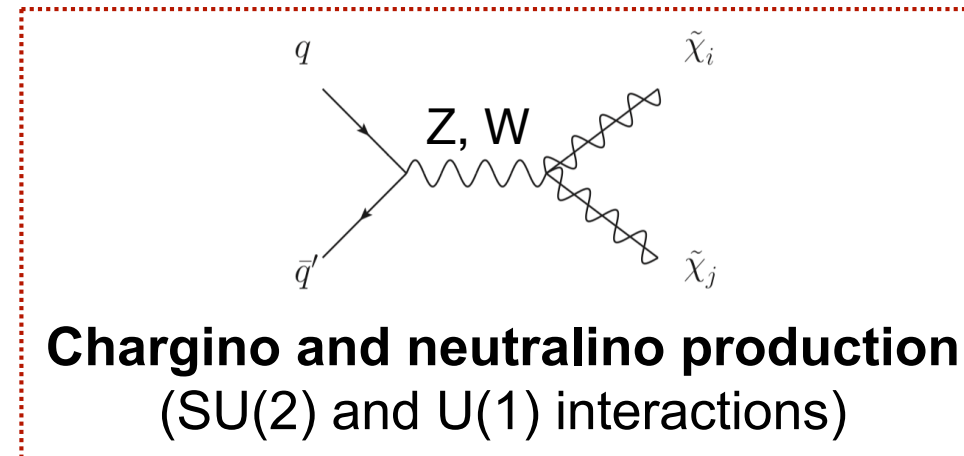 q
χ̃ᵢ
Z, W
q̄′
χ̃ⱼ
Chargino and neutralino production
(SU(2) and U(1) interactions)